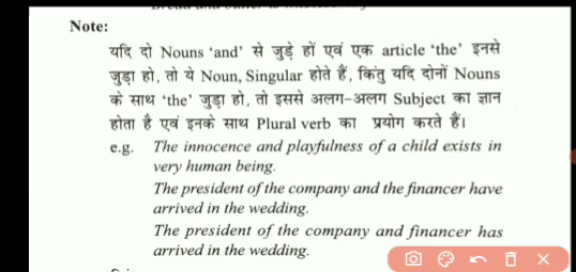 Note:
यदि दो Nouns 'and' से जुड़े हों एवं एक article 'the' इनसे
जुड़ा हो, तो ये Noun, Singular होते हैं, किंतु यदि दोनों Nouns
के साथ 'the' जुड़ा हो, तो इससे अलग-अलग Subject का ज्ञान
होता है एवं इनके साथ Plural verb का प्रयोग करते हैं।
e.g. The innocence and playfulness of a child exists in
very human being.
The president of the company and the financer have
arrived in the wedding.
The president of the company and financer has
arrived in the wedding.